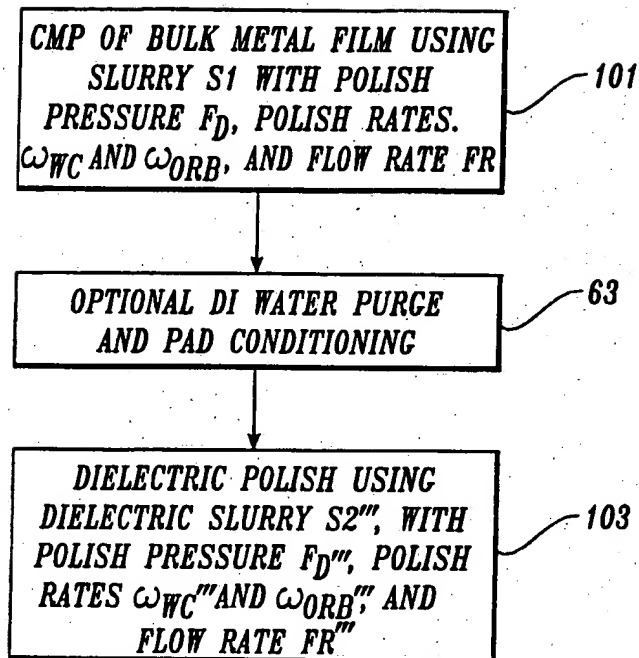 CMP OF BULK METAL FILM USING
SLURRY S1 WITH POLISH
PRESSURE F_D, POLISH RATES.
ω_WC AND ω_ORB, AND FLOW RATE FR
101
OPTIONAL DI WATER PURGE
AND PAD CONDITIONING
63
DIELECTRIC POLISH USING
DIELECTRIC SLURRY S2''', WITH
POLISH PRESSURE F_D''', POLISH
RATES ω_WC''' AND ω_ORB''', AND
FLOW RATE FR'''
103